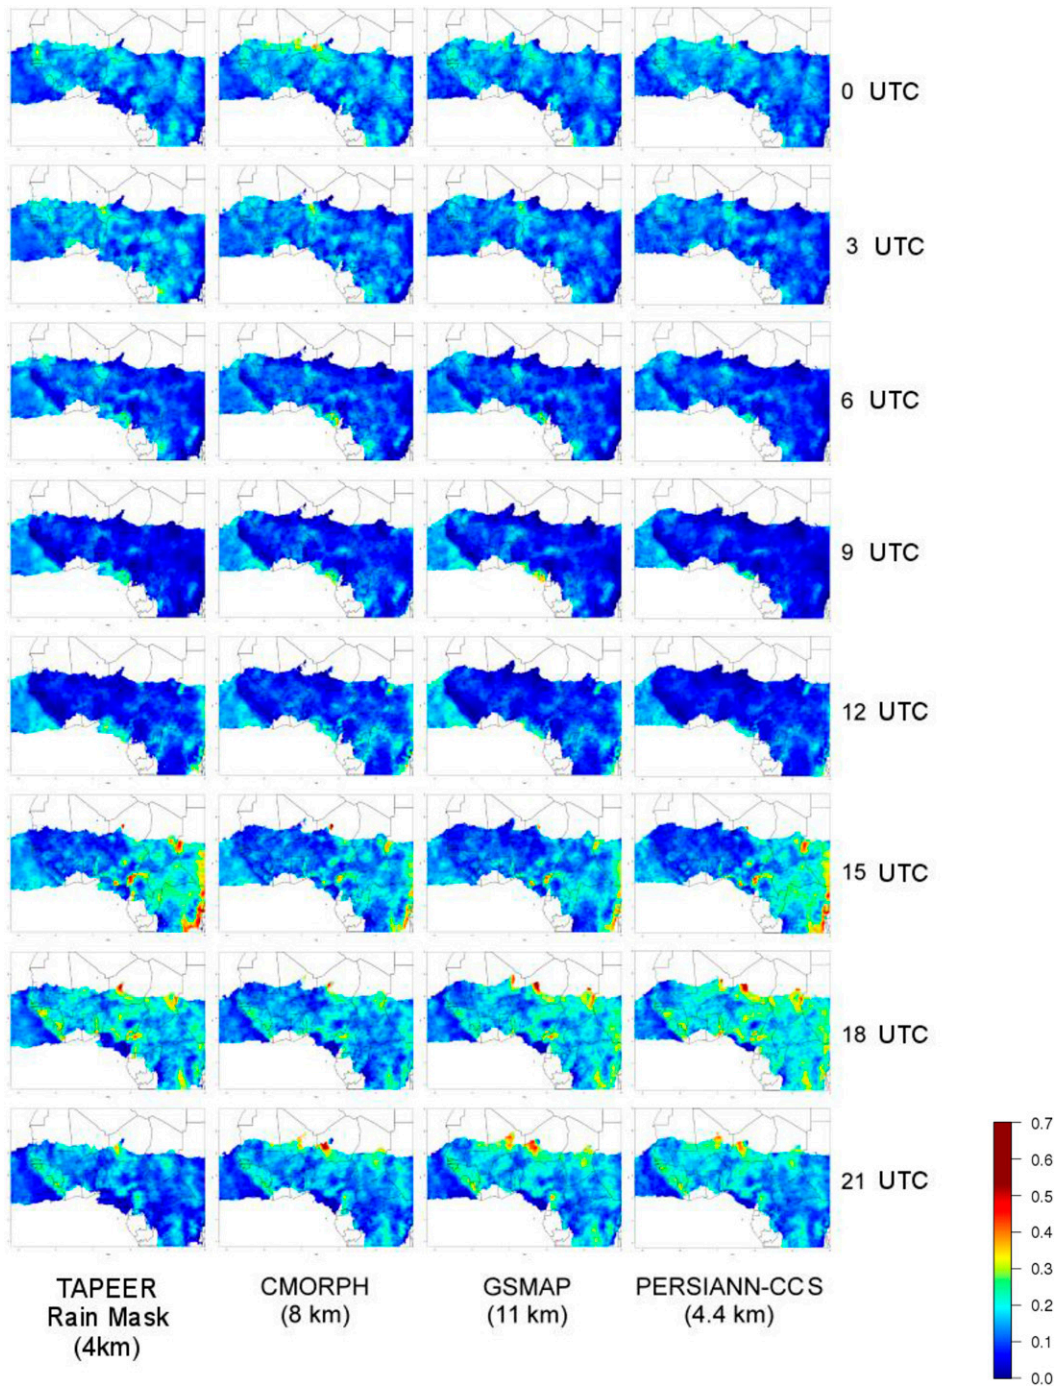 0 UTC
3 UTC
6 UTC
9 UTC
12 UTC
15 UTC
18 UTC
21 UTC
0.7
0.6
0.5
0.4
0.3
0.2
0.1
0.0
TAPEER
Rain Mask
(4km)
CMORPH
(8 km)
GSMAP
(11 km)
PERSIANN-CCS
(4.4 km)